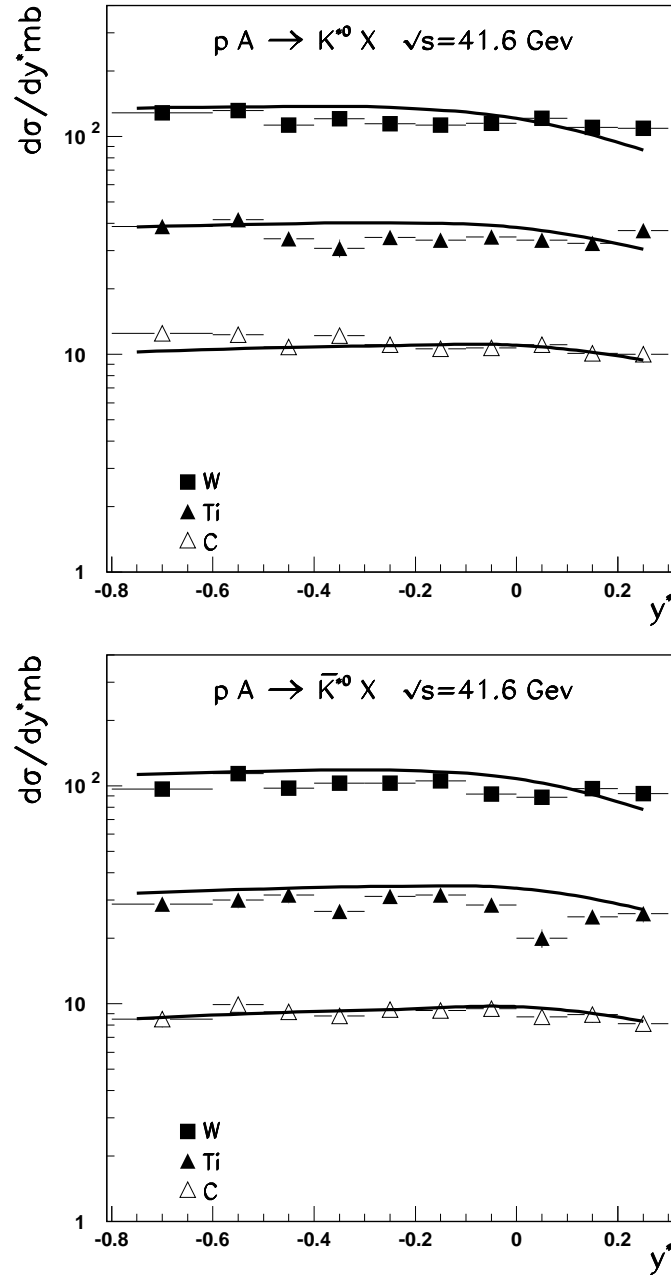 p A → K*0 X √s=41.6 Gev
dσ/dy*mb
10²
10
1
W
Ti
C
-0.8 -0.6 -0.4 -0.2 0 0.2
y*
p A → K̅*0 X √s=41.6 Gev
dσ/dy*mb
10²
10
1
W
Ti
C
-0.8 -0.6 -0.4 -0.2 0 0.2
y*